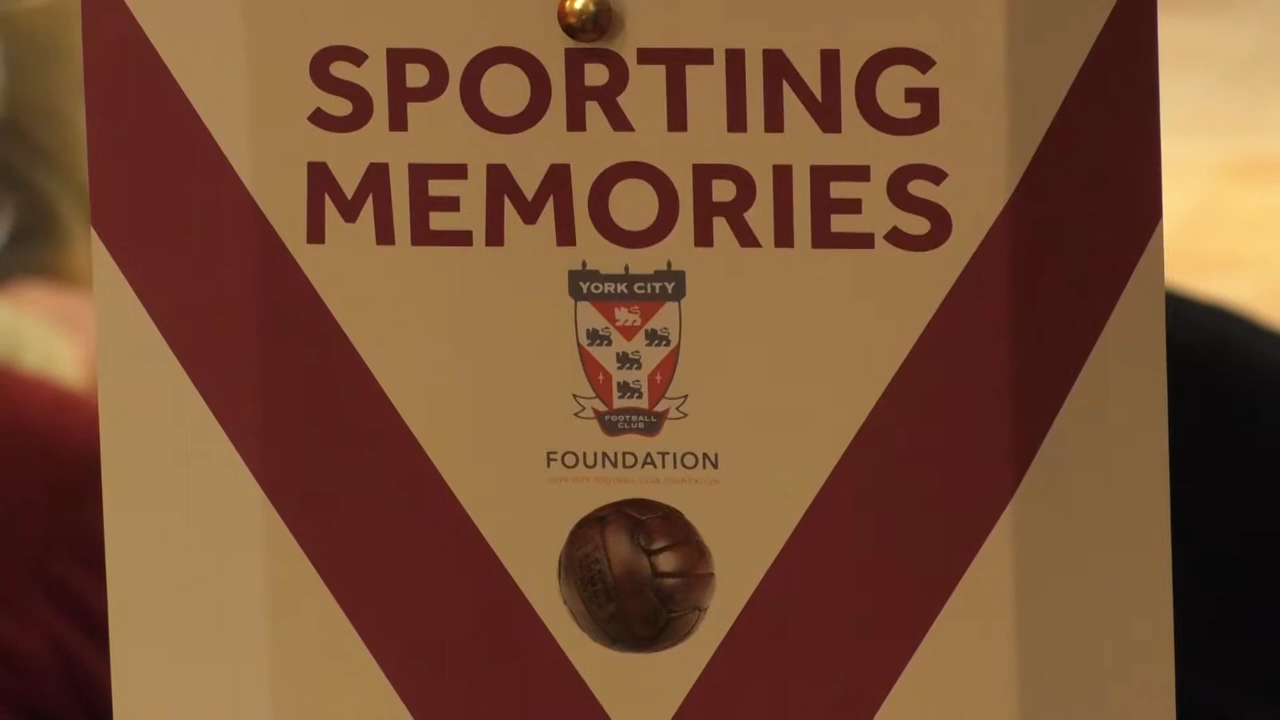 SPORTING
MEMORIES
YORK CITY
FOOTBALL
CLUB
FOUNDATION